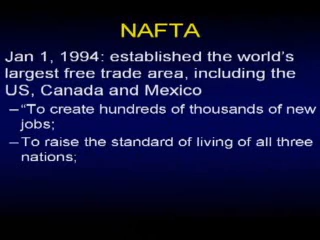 NAFTA
Jan 1, 1994: established the world's
largest free trade area, including the
US, Canada and Mexico
–“To create hundreds of thousands of new
jobs;
–To raise the standard of living of all three
nations;